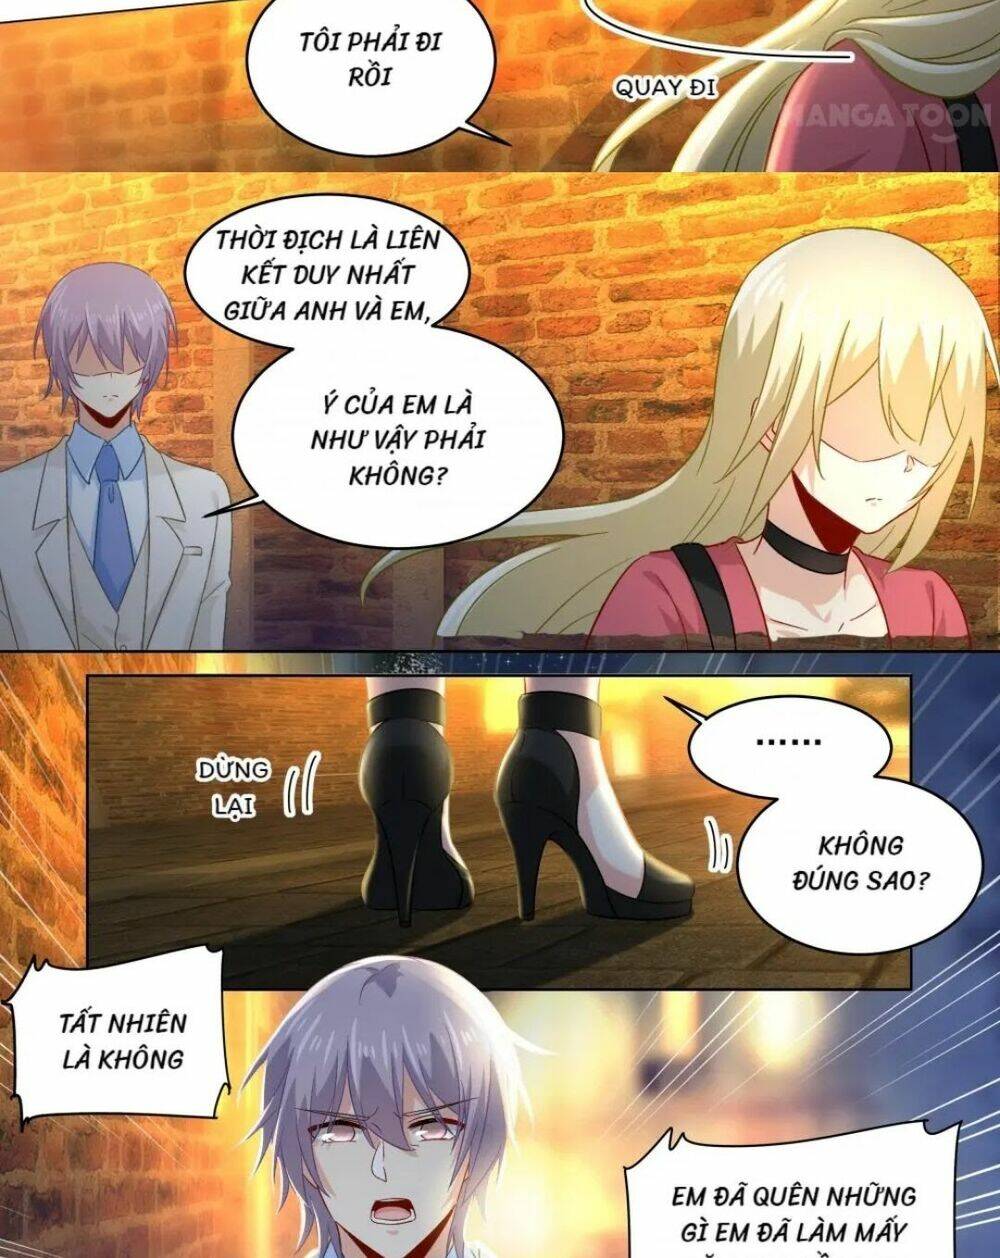 TÔI PHẢI ĐI
RỒI
QUAY ĐI
MANGA TOON
THỜI ĐỊCH LÀ LIÊN
KẾT DUY NHẤT
GIỮA ANH VÀ EM,
Ý CỦA EM LÀ
NHƯ VẬY PHẢI
KHÔNG?
DỪNG
LẠI
......
KHÔNG
ĐÚNG SAO?
TẤT NHIÊN
LÀ KHÔNG
EM ĐÃ QUÊN NHỮNG
GÌ EM ĐÃ LÀM MẤY